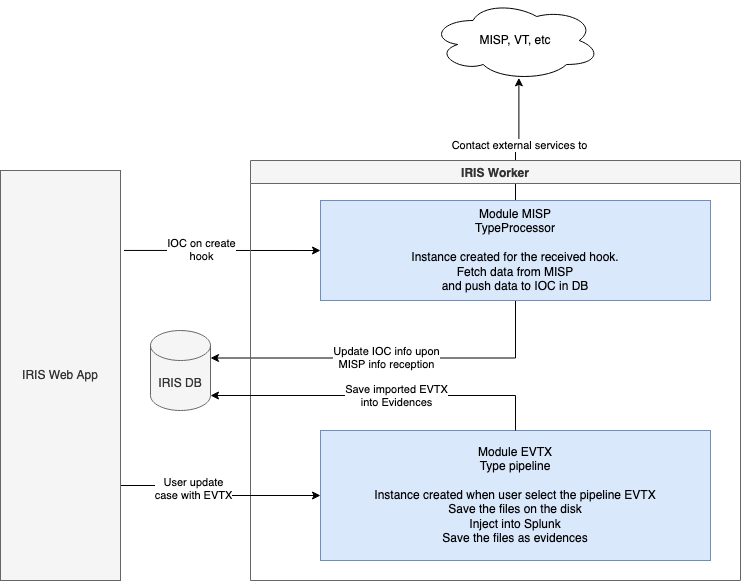 MISP, VT, etc
Contact external services to
IRIS Worker
Module MISP
TypeProcessor
Instance created for the received hook.
Fetch data from MISP
and push data to IOC in DB
IOC on create
hook
IRIS Web App
Update IOC info upon
MISP info reception
IRIS DB
Save imported EVTX
into Evidences
Module EVTX
Type pipeline
Instance created when user select the pipeline EVTX
Save the files on the disk
Inject into Splunk
Save the files as evidences
User update
case with EVTX